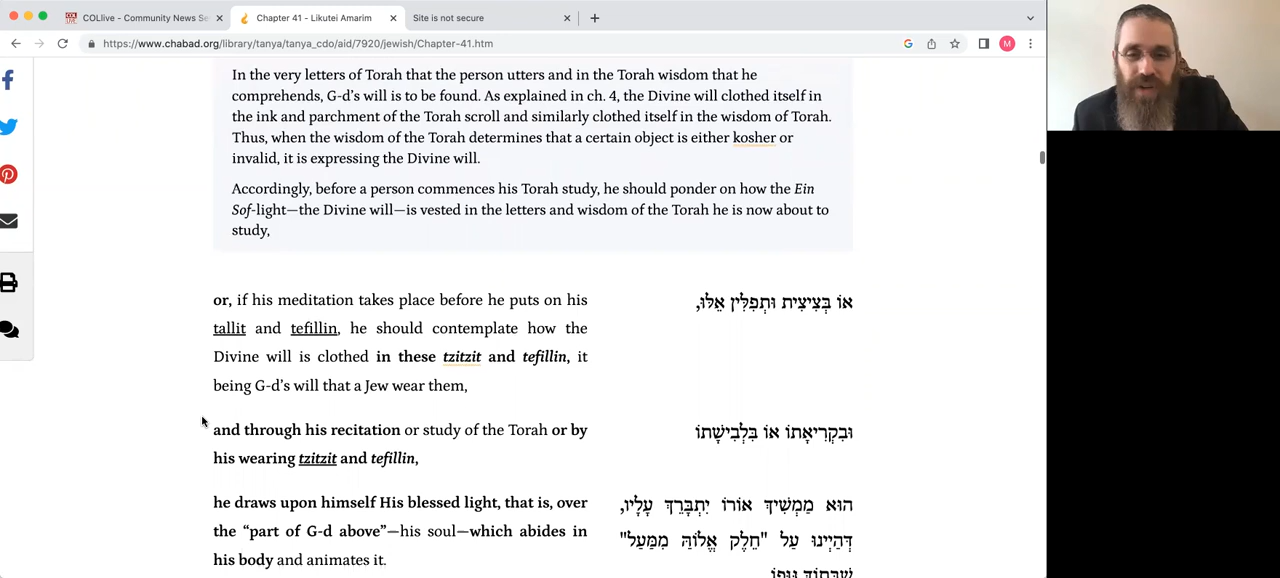 COLlive - Community News Se
Chapter 41 - Likutei Amarim
Site is not secure
https://www.chabad.org/library/tanya/tanya_cdo/aid/7920/jewish/Chapter-41.htm
M
In the very letters of Torah that the person utters and in the Torah wisdom that he
comprehends, G-d’s will is to be found. As explained in ch. 4, the Divine will clothed itself in
the ink and parchment of the Torah scroll and similarly clothed itself in the wisdom of Torah.
Thus, when the wisdom of the Torah determines that a certain object is either kosher or
invalid, it is expressing the Divine will.
Accordingly, before a person commences his Torah study, he should ponder on how the Ein
Sof-light—the Divine will—is vested in the letters and wisdom of the Torah he is now about to
study,
or, if his meditation takes place before he puts on his
tallit and tefillin, he should contemplate how the
Divine will is clothed in these tzitzit and tefillin, it
being G-d’s will that a Jew wear them,
אוֹ בְּצִיצִית וּתְפִלִּין אֵלּוּ,
and through his recitation or study of the Torah or by
his wearing tzitzit and tefillin,
וּבִקְרִיאָתוֹ אוֹ בִּלְבִישָׁתוֹ
he draws upon himself His blessed light, that is, over
the “part of G-d above”—his soul—which abides in
his body and animates it.
הוּא מַמְשִׁיךְ אוֹרוֹ יִתְבָּרֵךְ עָלָיו,
דְּהַיְינוּ עַל "חֵלֶק אֱלוֹהַּ מִמַּעַל"
שֶׁבְּתוֹךְ גּוּפוֹ